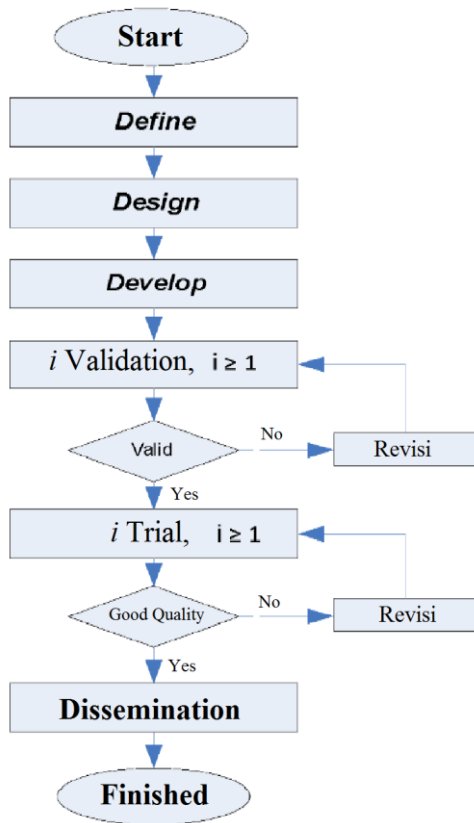 Start
Define
Design
Develop
i Validation, i ≥ 1
Valid
No
Revisi
Yes
i Trial, i ≥ 1
Good Quality
No
Revisi
Yes
Dissemination
Finished